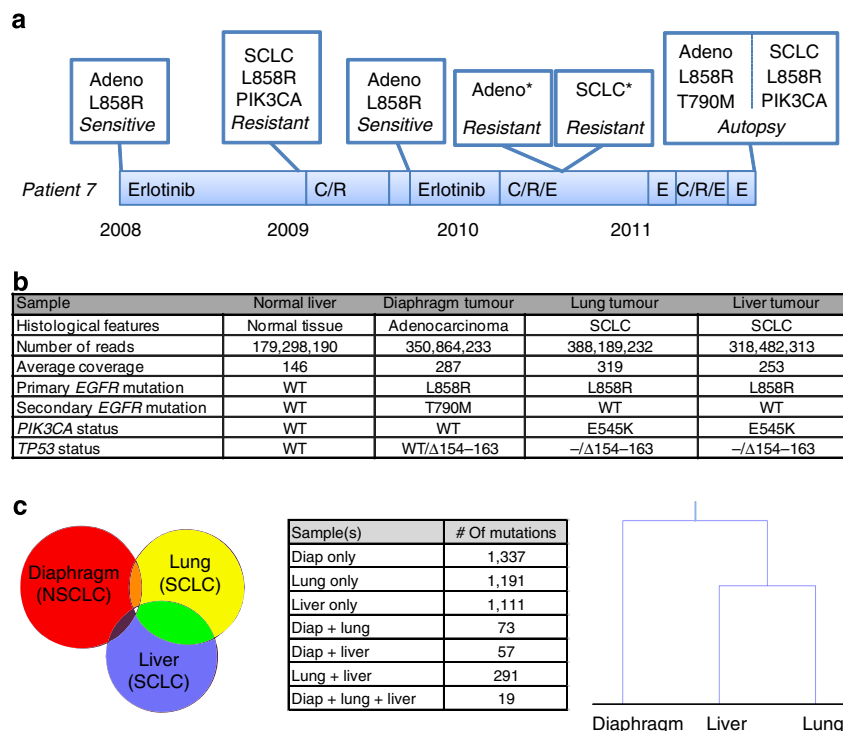 a
Adeno
L858R
Sensitive
SCLC
L858R
PIK3CA
Resistant
Adeno
L858R
Sensitive
Adeno*
Resistant
SCLC*
Resistant
Adeno SCLC
L858R L858R
T790M PIK3CA
Autopsy
Patient 7 Erlotinib C/R Erlotinib C/R/E E C/R/E E
2008 2009 2010 2011
b
Sample Normal liver Diaphragm tumour Lung tumour Liver tumour
Histological features Normal tissue Adenocarcinoma SCLC SCLC
Number of reads 179,298,190 350,864,233 388,189,232 318,482,313
Average coverage 146 287 319 253
Primary EGFR mutation WT L858R L858R L858R
Secondary EGFR mutation WT T790M WT WT
PIK3CA status WT WT E545K E545K
TP53 status WT WT/Δ154–163 –/Δ154–163 –/Δ154–163
c
Diaphragm
(NSCLC)
Lung
(SCLC)
Liver
(SCLC)
Sample(s) # Of mutations
Diap only 1,337
Lung only 1,191
Liver only 1,111
Diap + lung 73
Diap + liver 57
Lung + liver 291
Diap + lung + liver 19
Diaphragm Liver Lung